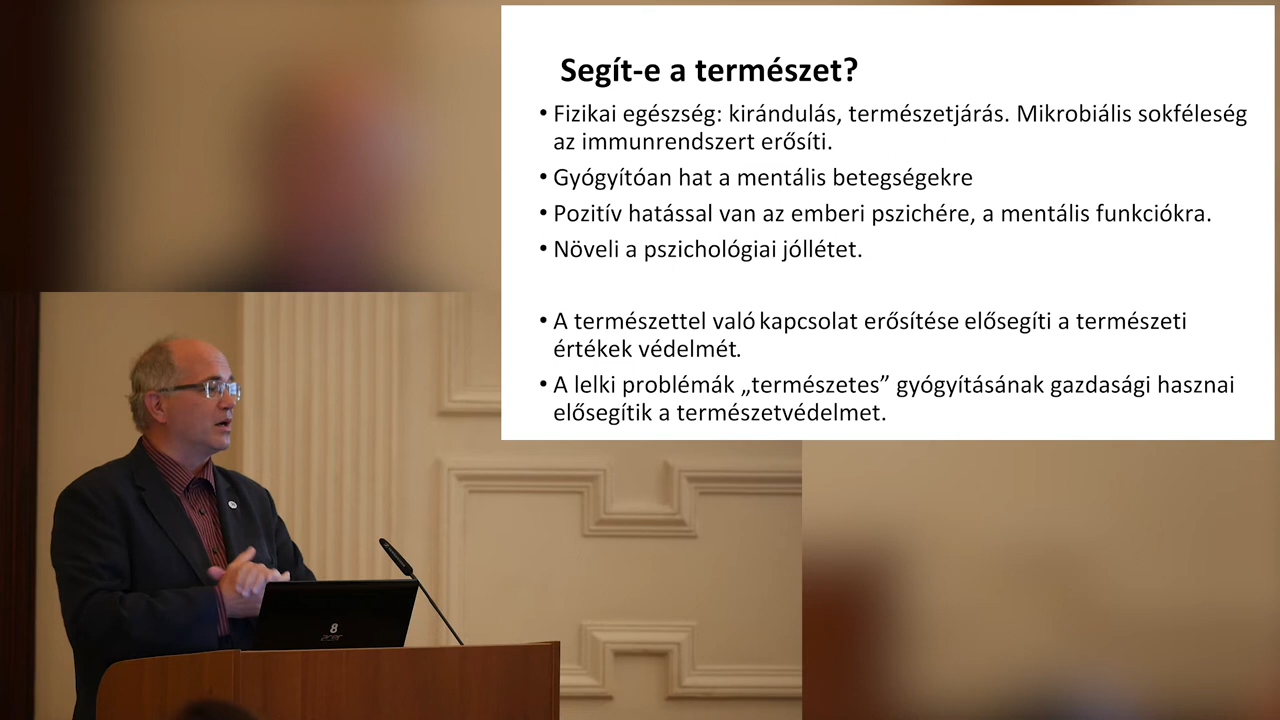 Segít-e a természet?
• Fizikai egészség: kirándulás, természetjárás. Mikrobiális sokféleség
az immunrendszert erősíti.
• Gyógyítóan hat a mentális betegségekre
• Pozitív hatással van az emberi pszichére, a mentális funkciókra.
• Növeli a pszichológiai jóllétet.
• A természettel való kapcsolat erősítése elősegíti a természeti
értékek védelmét.
• A lelki problémák „természetes” gyógyításának gazdasági hasznai
elősegítik a természetvédelmet.
8
acer